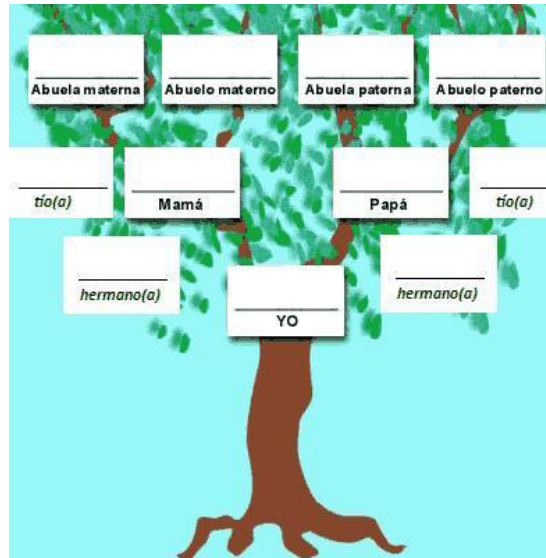 Abuela materna
Abuelo materno
Abuela paterna
Abuelo paterno
tío(a)
Mamá
Papá
tío(a)
hermano(a)
hermano(a)
YO